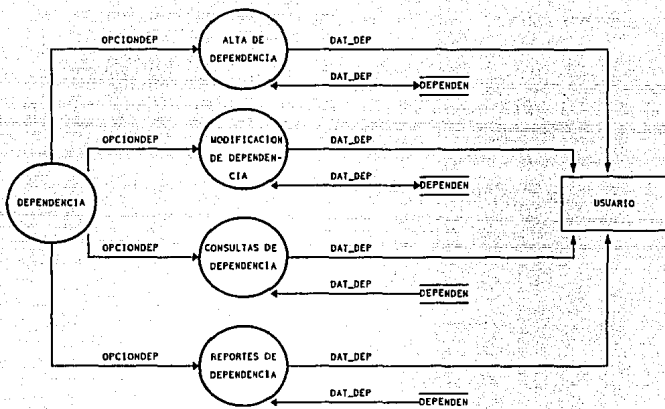 OPCIONDEP
ALTA DE
DEPENDENCIA
DAT_DEP
DAT_DEP
DEPENDEN
OPCIONDEP
MODIFICACION
DE DEPENDEN-
CIA
DAT_DEP
DAT_DEP
DEPENDEN
DEPENDENCIA
USUARIO
OPCIONDEP
CONSULTAS DE
DEPENDENCIA
DAT_DEP
DAT_DEP
DEPENDEN
OPCIONDEP
REPORTES DE
DEPENDENCIA
DAT_DEP
DAT_DEP
DEPENDEN